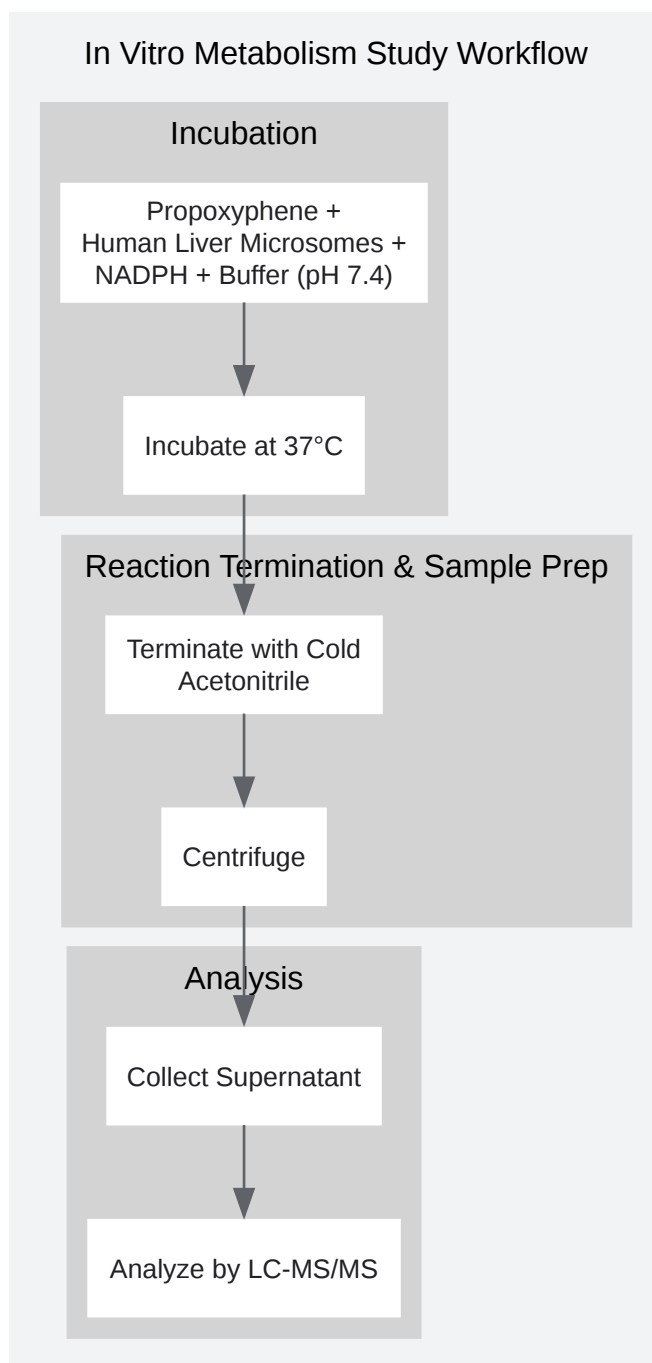 In Vitro Metabolism Study Workflow
Incubation
Propoxyphene +
Human Liver Microsomes +
NADPH + Buffer (pH 7.4)
Incubate at 37°C
Reaction Termination & Sample Prep
Terminate with Cold
Acetonitrile
Centrifuge
Analysis
Collect Supernatant
Analyze by LC-MS/MS